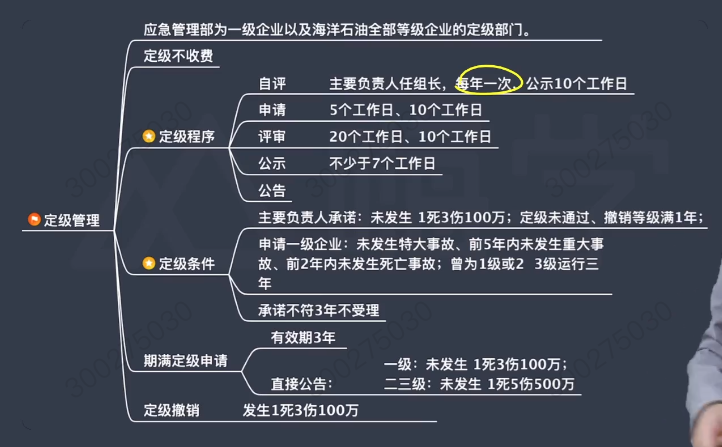 应急管理部为一级企业以及海洋石油全部等级企业的定级部门。
定级不收费
自评 主要负责人任组长，每年一次，公示10个工作日
申请 5个工作日、10个工作日
定级程序
评审 20个工作日、10个工作日
公示 不少于7个工作日
公告
定级管理
主要负责人承诺：未发生 1死3伤100万；定级未通过、撤销等级满1年；
定级条件
申请一级企业：未发生特大事故、前5年内未发生重大事
故、前2年内未发生死亡事故；曾为1级或2 3级运行三
年
承诺不符3年不受理
有效期3年
期满定级申请
一级：未发生 1死3伤100万；
直接公告： 二三级：未发生 1死5伤500万
定级撤销 发生1死3伤100万
300275030
300275030
300275030
300275030